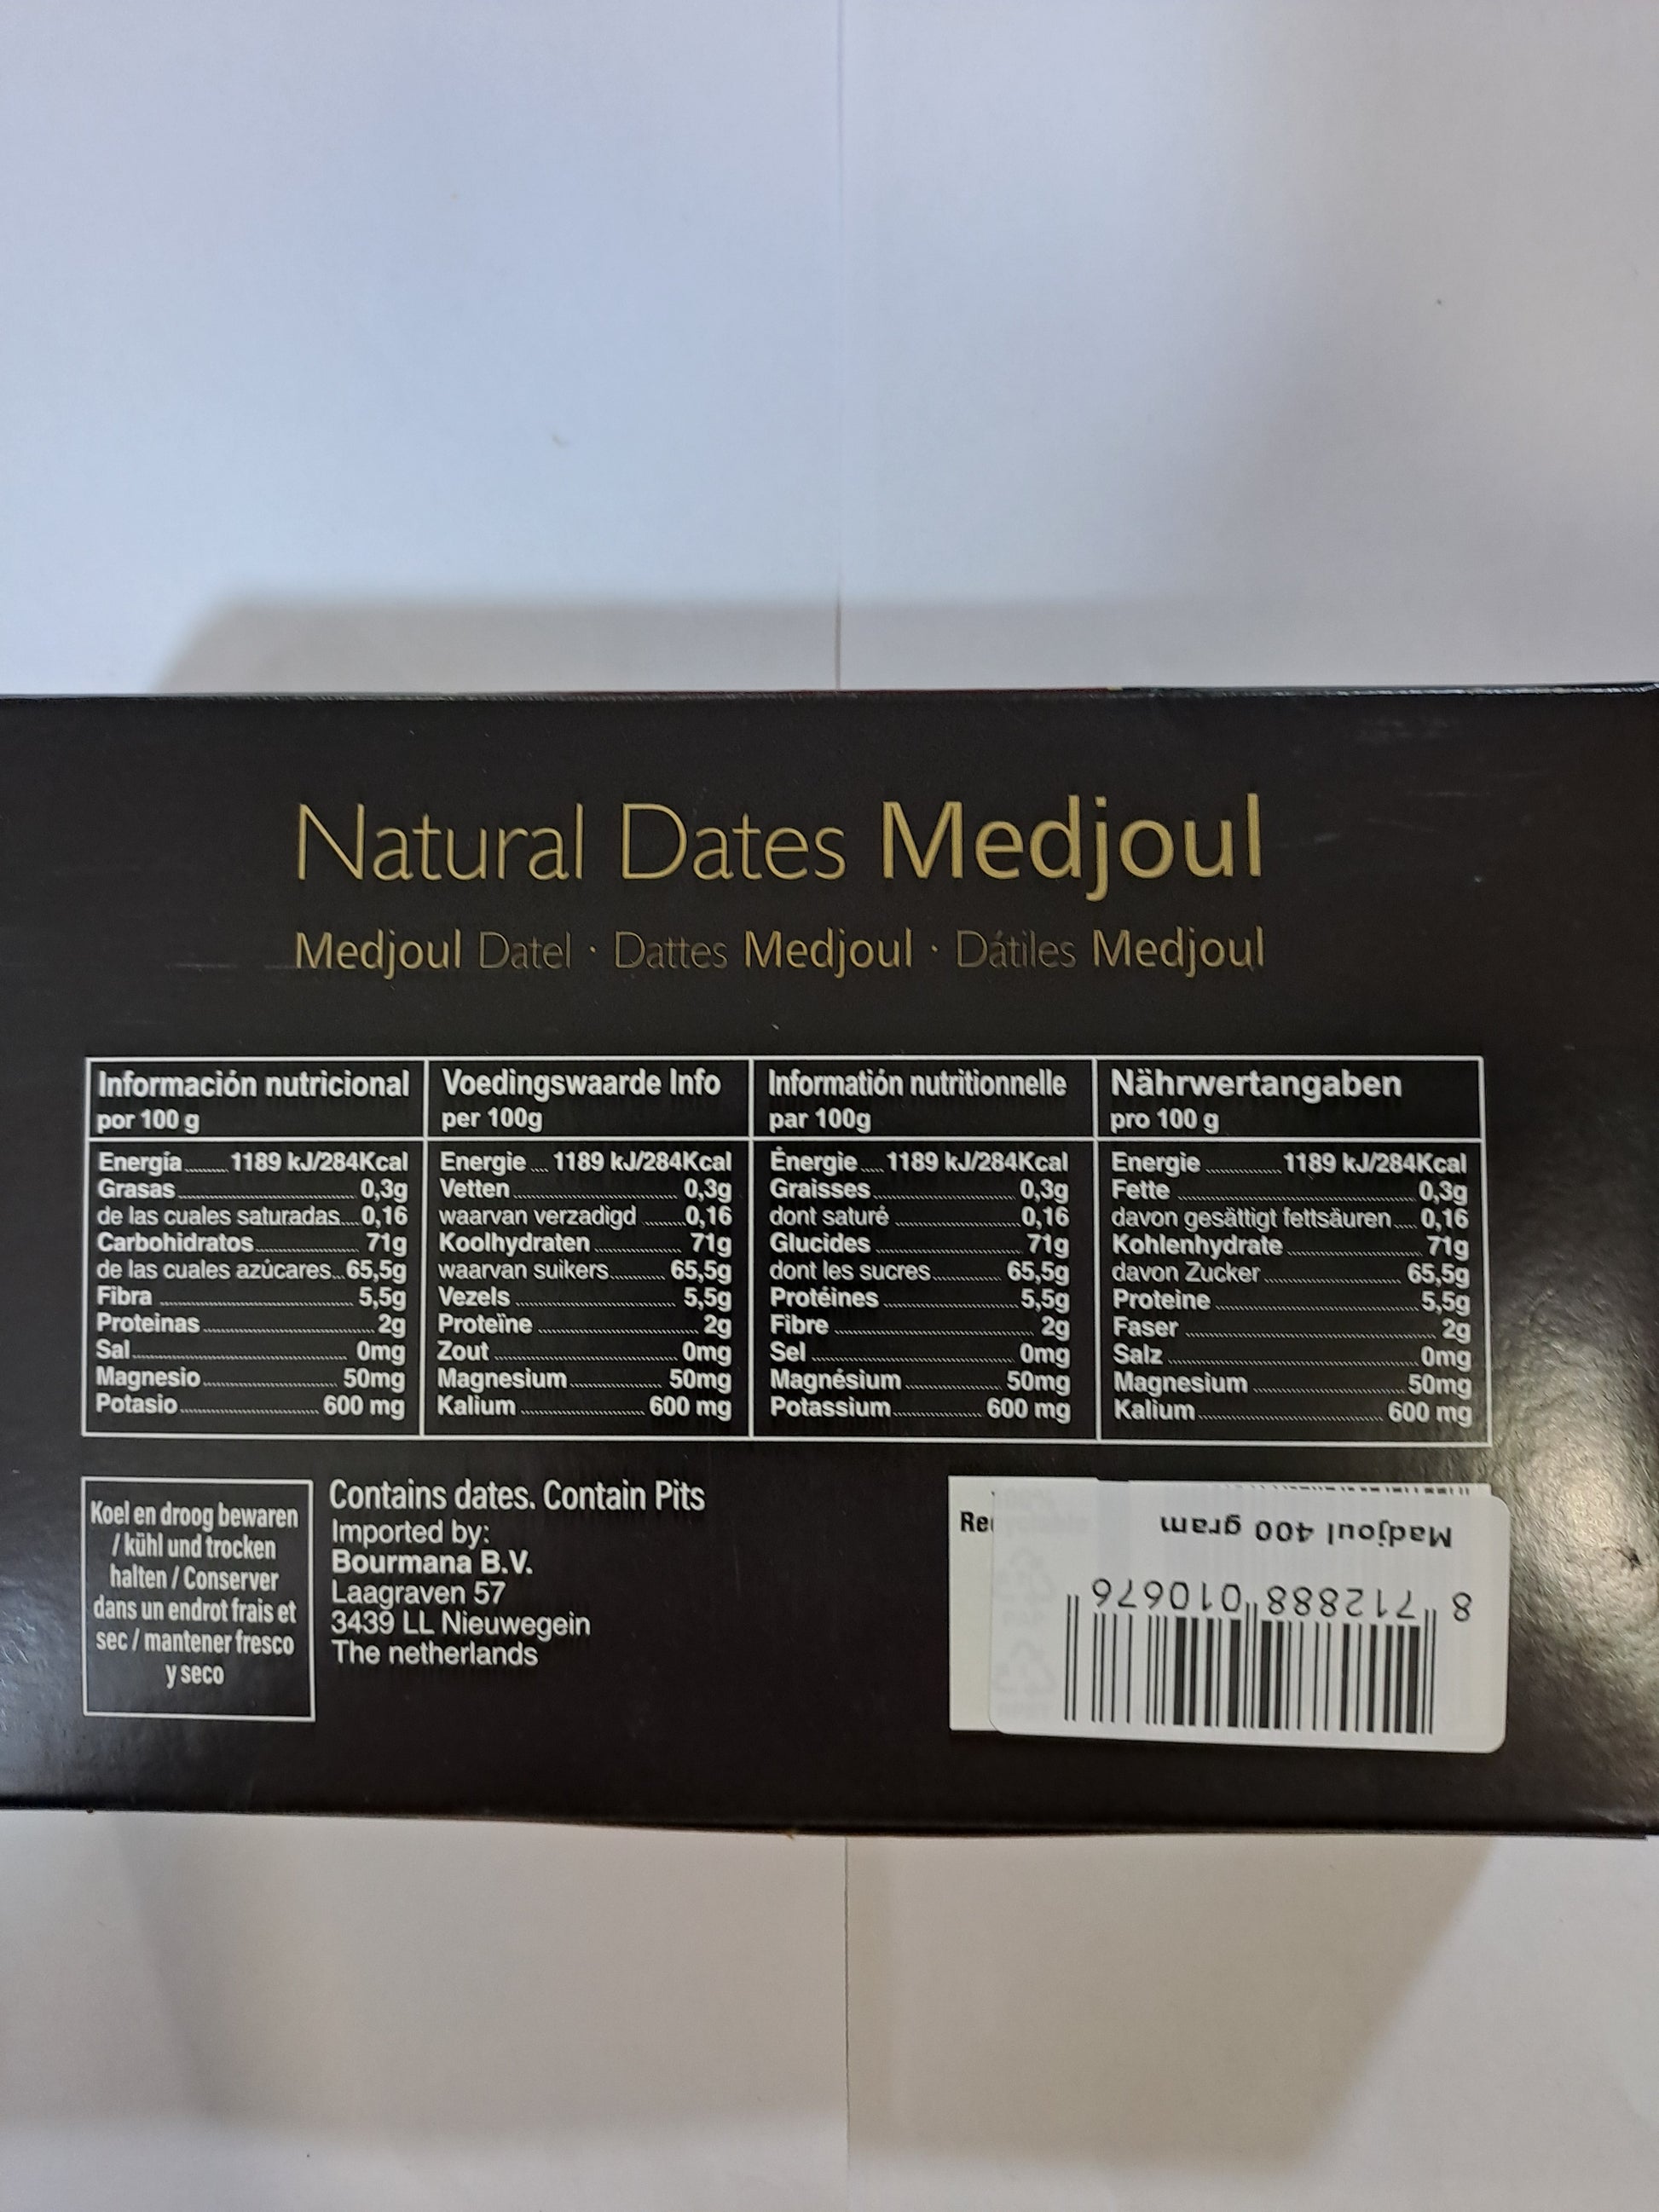 Natural Dates Medjoul
Medjoul Datel · Dattes Medjoul · Dátiles Medjoul
Información nutricional
por 100 g
Energía 1189 kJ/284Kcal
Grasas 0,3g
de las cuales saturadas 0,16
Carbohidratos 71g
de las cuales azúcares 65,5g
Fibra 5,5g
Proteinas 2g
Sal 0mg
Magnesio 50mg
Potasio 600 mg
Voedingswaarde Info
per 100g
Energie 1189 kJ/284Kcal
Vetten 0,3g
waarvan verzadigd 0,16
Koolhydraten 71g
waarvan suikers 65,5g
Vezels 5,5g
Proteïne 2g
Zout 0mg
Magnesium 50mg
Kalium 600 mg
Informatión nutritionnelle
par 100g
Énergie 1189 kJ/284Kcal
Graisses 0,3g
dont saturé 0,16
Glucides 71g
dont les sucres 65,5g
Protéines 5,5g
Fibre 2g
Sel 0mg
Magnésium 50mg
Potassium 600 mg
Nährwertangaben
pro 100 g
Energie 1189 kJ/284Kcal
Fette 0,3g
davon gesättigt fettsäuren 0,16
Kohlenhydrate 71g
davon Zucker 65,5g
Proteine 5,5g
Faser 2g
Salz 0mg
Magnesium 50mg
Kalium 600 mg
Koel en droog bewaren
/ kühl und trocken
halten / Conserver
dans un endrot frais et
sec / mantener fresco
y seco
Contains dates. Contain Pits
Imported by:
Bourmana B.V.
Laagraven 57
3439 LL Nieuwegein
The netherlands
Madjoul 400 gram
8 712888 010676